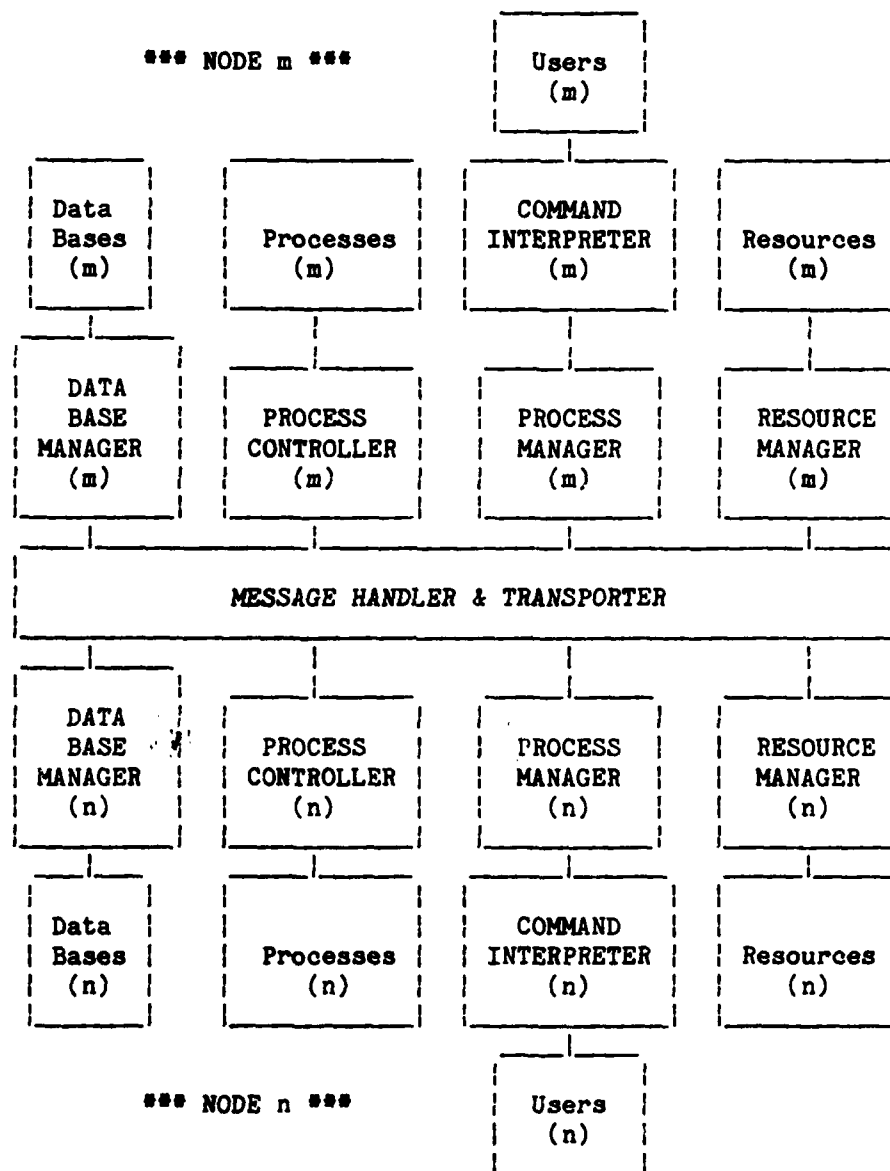 *** NODE m ***
Users
(m)
Data
Bases
(m)
Processes
(m)
COMMAND
INTERPRETER
(m)
Resources
(m)
DATA
BASE
MANAGER
(m)
PROCESS
CONTROLLER
(m)
PROCESS
MANAGER
(m)
RESOURCE
MANAGER
(m)
MESSAGE HANDLER & TRANSPORTER
DATA
BASE
MANAGER
(n)
PROCESS
CONTROLLER
(n)
PROCESS
MANAGER
(n)
RESOURCE
MANAGER
(n)
Data
Bases
(n)
Processes
(n)
COMMAND
INTERPRETER
(n)
Resources
(n)
*** NODE n ***
Users
(n)